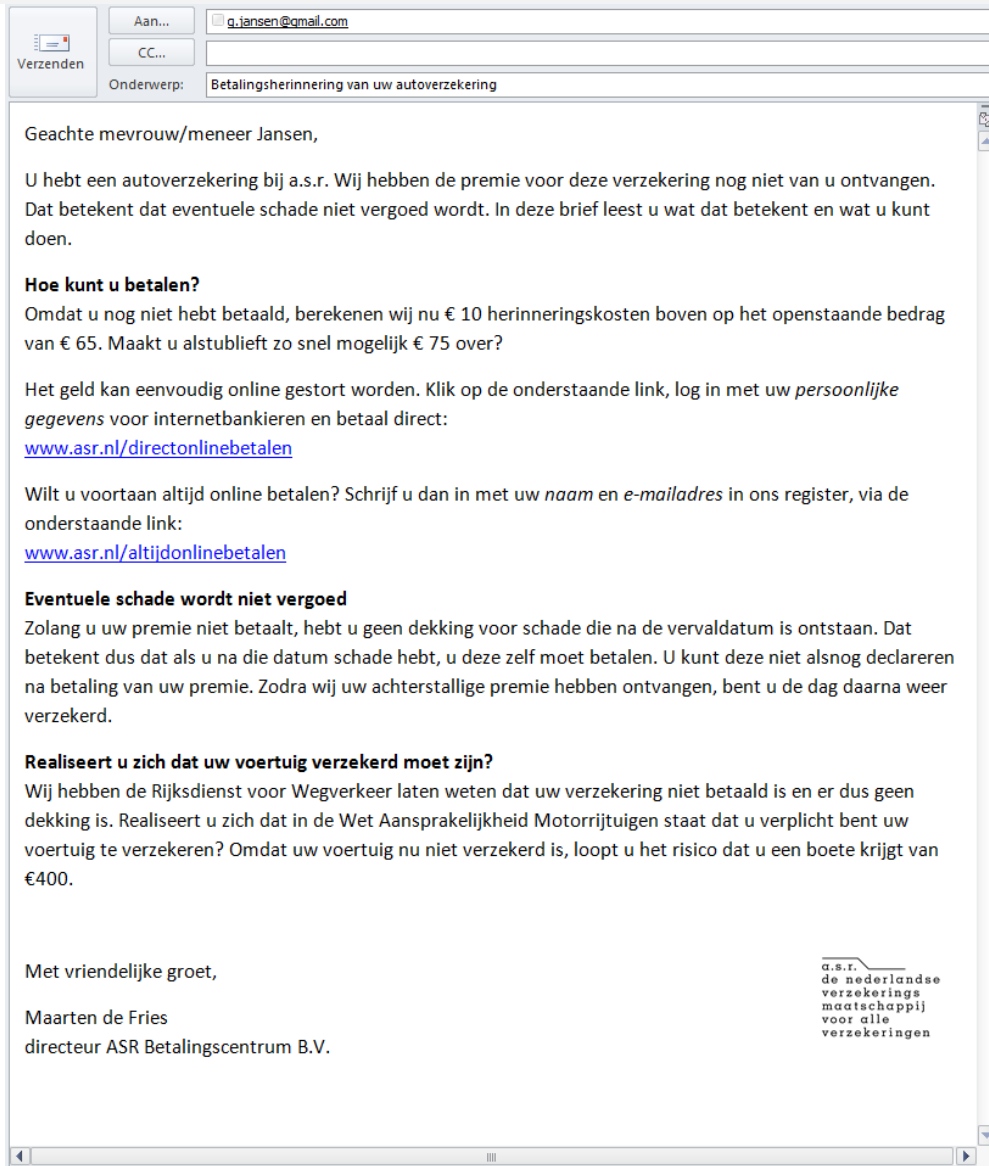 Verzenden
Aan...
g.jansen@gmail.com
CC...
Onderwerp:
Betalingsherinnering van uw autoverzekering
Geachte mevrouw/meneer Jansen,
U hebt een autoverzekering bij a.s.r. Wij hebben de premie voor deze verzekering nog niet van u ontvangen.
Dat betekent dat eventuele schade niet vergoed wordt. In deze brief leest u wat dat betekent en wat u kunt
doen.
Hoe kunt u betalen?
Omdat u nog niet hebt betaald, berekenen wij nu € 10 herinneringskosten boven op het openstaande bedrag
van € 65. Maakt u alstublieft zo snel mogelijk € 75 over?
Het geld kan eenvoudig online gestort worden. Klik op de onderstaande link, log in met uw persoonlijke
gegevens voor internetbankieren en betaal direct:
www.asr.nl/directonlinebetalen
Wilt u voortaan altijd online betalen? Schrijf u dan in met uw naam en e-mailadres in ons register, via de
onderstaande link:
www.asr.nl/altijdonlinebetalen
Eventuele schade wordt niet vergoed
Zolang u uw premie niet betaalt, hebt u geen dekking voor schade die na de vervaldatum is ontstaan. Dat
betekent dus dat als u na die datum schade hebt, u deze zelf moet betalen. U kunt deze niet alsnog declareren
na betaling van uw premie. Zodra wij uw achterstallige premie hebben ontvangen, bent u de dag daarna weer
verzekerd.
Realiseert u zich dat uw voertuig verzekerd moet zijn?
Wij hebben de Rijksdienst voor Wegverkeer laten weten dat uw verzekering niet betaald is en er dus geen
dekking is. Realiseert u zich dat in de Wet Aansprakelijkheid Motorrijtuigen staat dat u verplicht bent uw
voertuig te verzekeren? Omdat uw voertuig nu niet verzekerd is, loopt u het risico dat u een boete krijgt van
€400.
Met vriendelijke groet,
Maarten de Fries
directeur ASR Betalingscentrum B.V.
a.s.r.
de nederlandse
verzekerings
maatschappij
voor alle
verzekeringen